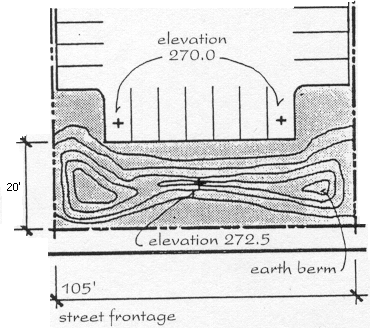 elevation
270.0
20'
elevation 272.5
earth berm
105'
street frontage